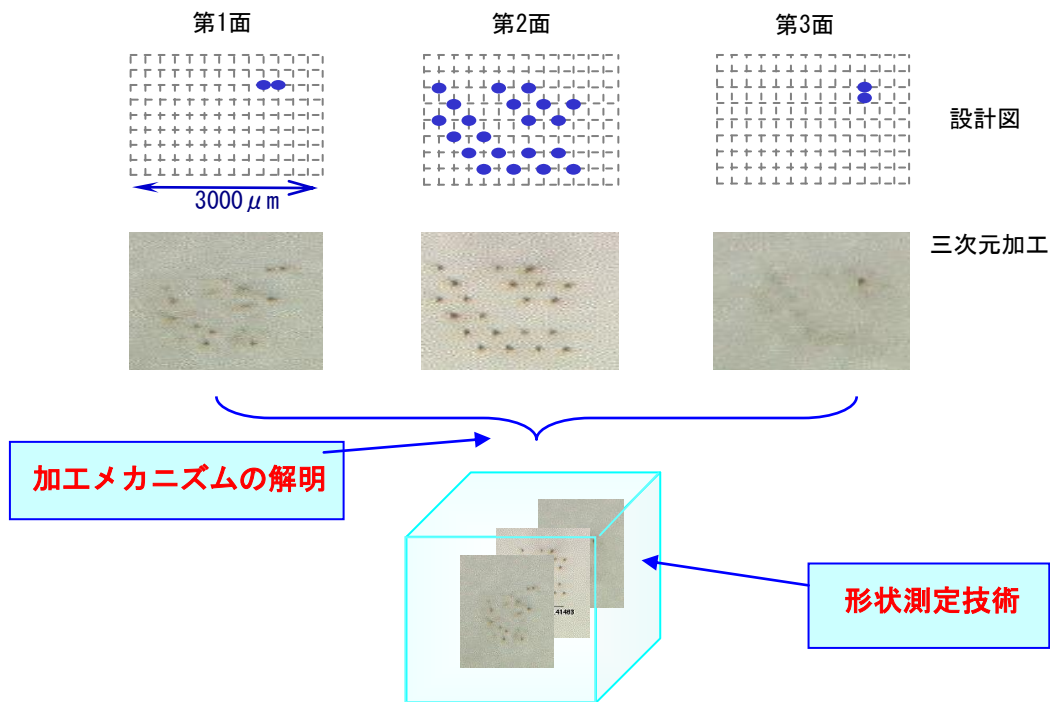 第1面
第2面
第3面
設計図
3000μm
三次元加工
加工メカニズムの解明
形状測定技術